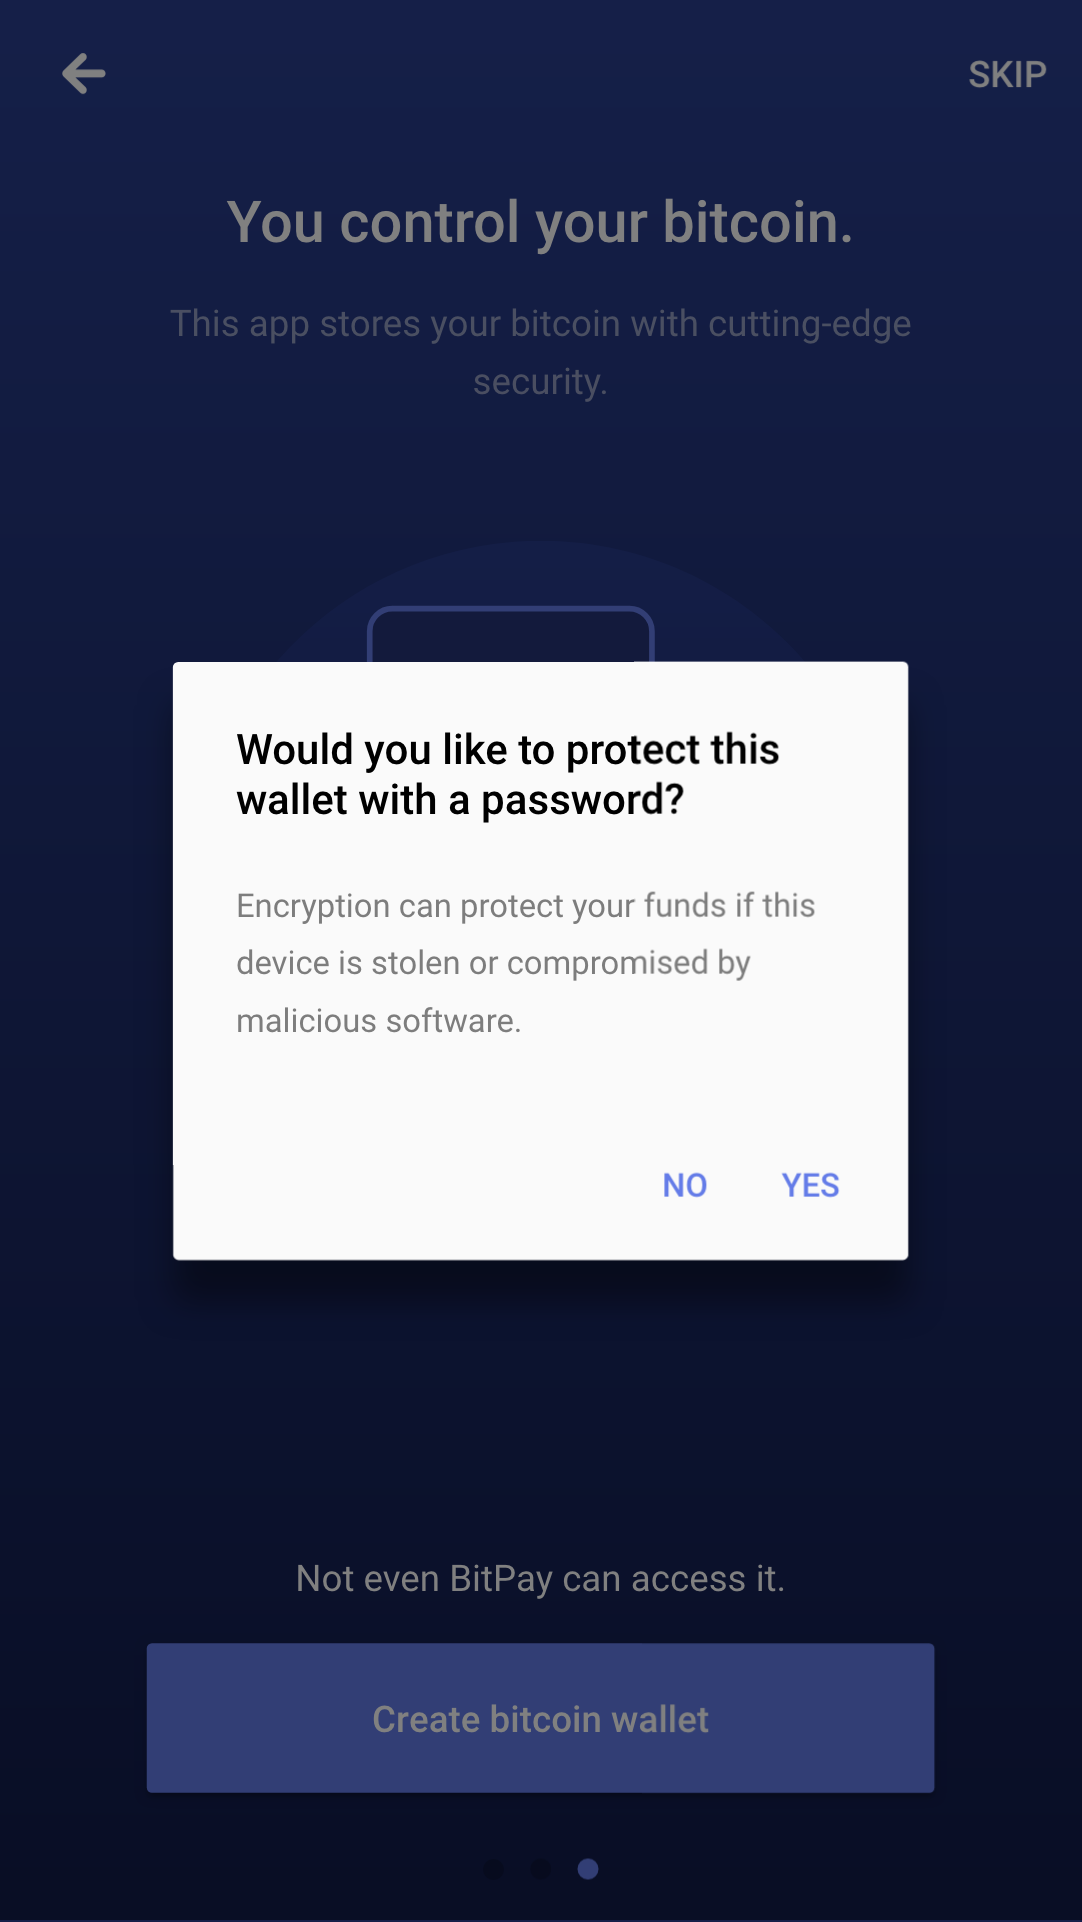 SKIP
You control your bitcoin.
This app stores your bitcoin with cutting-edge
security.
Would you like to protect this
wallet with a password?
Encryption can protect your funds if this
device is stolen or compromised by
malicious software.
NO YES
Not even BitPay can access it.
Create bitcoin wallet